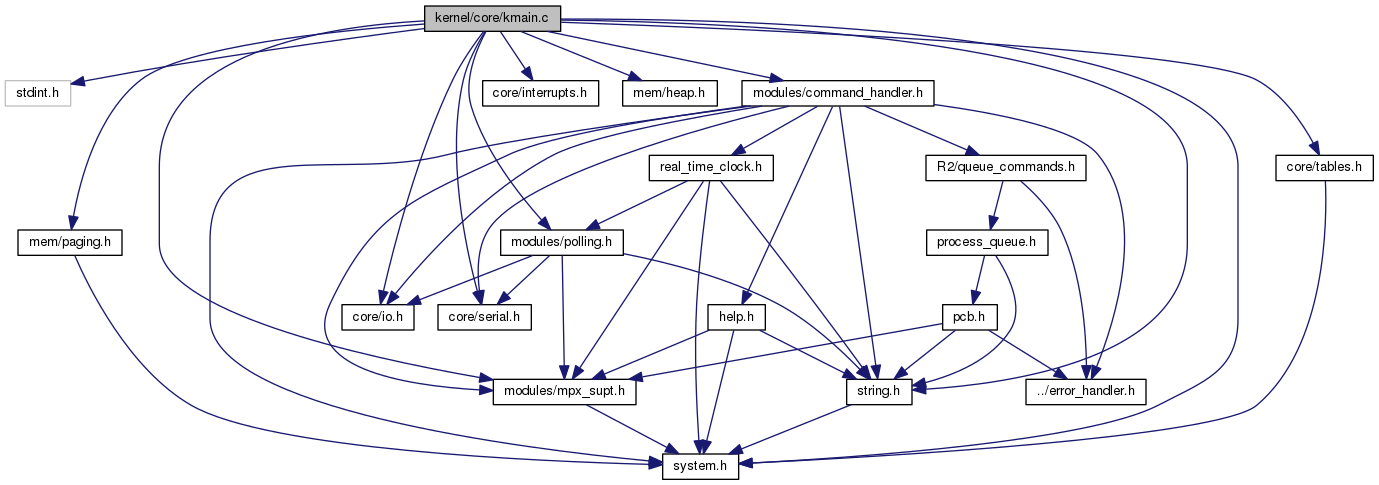 kernel/core/kmain.c
stdint.h
core/interrupts.h
mem/heap.h
modules/command_handler.h
real_time_clock.h
R2/queue_commands.h
core/tables.h
mem/paging.h
modules/polling.h
process_queue.h
core/io.h
core/serial.h
help.h
pcb.h
modules/mpx_supt.h
string.h
../error_handler.h
system.h